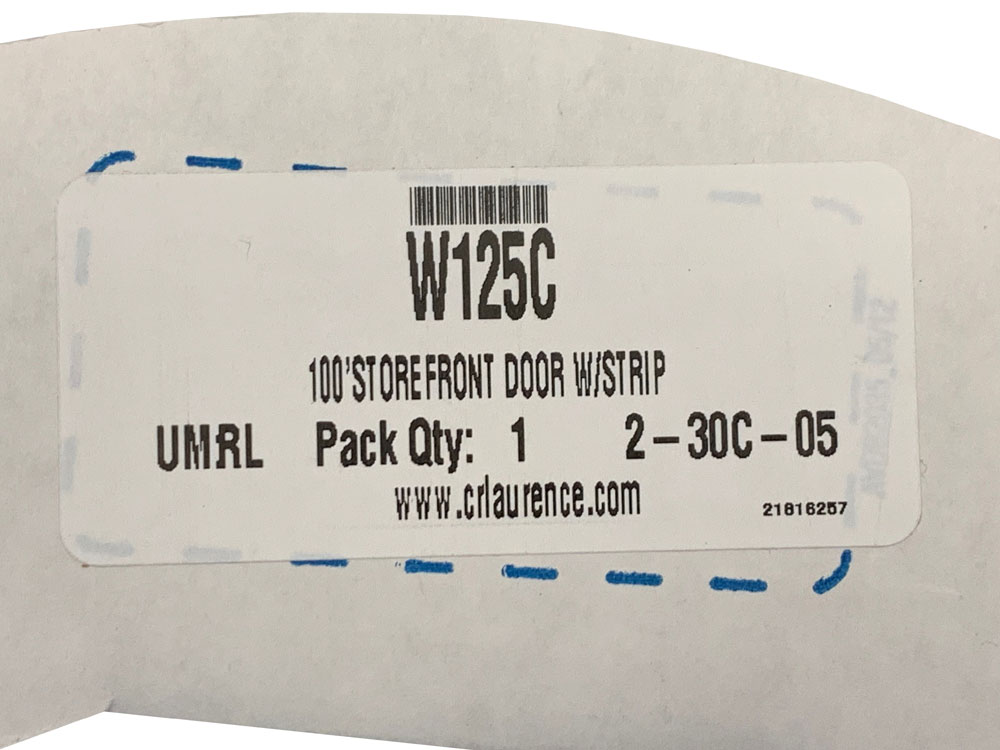 W125C
100'STOREFRONT DOOR W/STRIP
UMRL Pack Qty: 1 2-30C-05
www.crlaurence.com
21816257